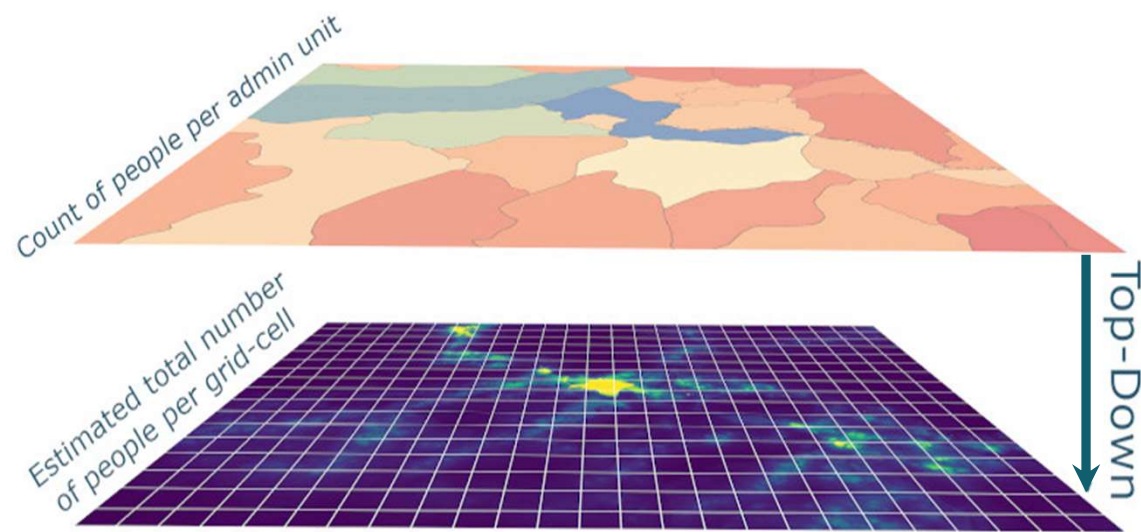 Count of people per admin unit
Estimated total number
of people per grid-cell
Top-Down